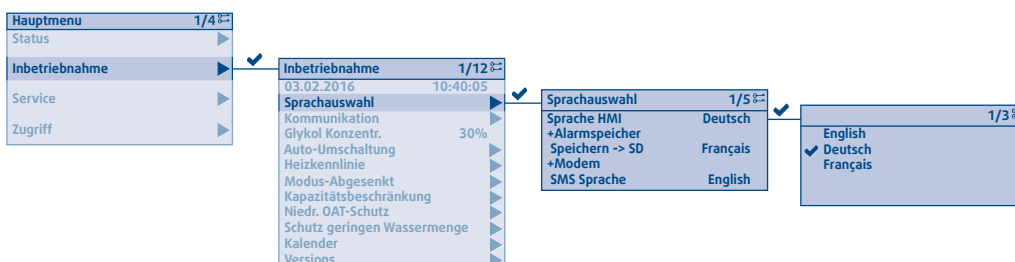 Hauptmenu 1/4
Status
Inbetriebnahme
Service
Zugriff
Inbetriebnahme 1/12
03.02.2016 10:40:05
Sprachauswahl
Kommunikation
Glykol Konzentr. 30%
Auto-Umschaltung
Heizkennlinie
Modus-Abgesenkt
Kapazitätsbeschränkung
Niedr. OAT-Schutz
Schutz geringen Wassermenge
Kalender
Versions
Sprachauswahl 1/5
Sprache HMI Deutsch
+Alarmspeicher
Speichern -> SD Français
+Modem
SMS Sprache English
1/3
English
Deutsch
Français